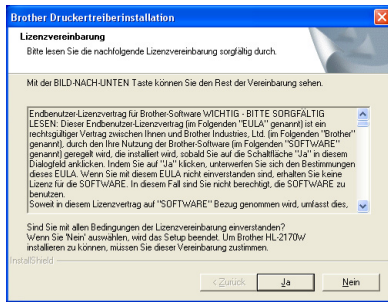 Brother Druckertreiberinstallation
Lizenzvereinbarung
Bitte lesen Sie die nachfolgende Lizenzvereinbarung sorgfältig durch.
Mit der BILD-NACH-UNTEN Taste können Sie den Rest der Vereinbarung sehen.
Endbenutzer-Lizenzvertrag für Brother-Software WICHTIG - BITTE SORGFÄLTIG
LESEN: Dieser Endbenutzer-Lizenzvertrag (im Folgenden "EULA" genannt) ist ein
rechtsgültiger Vertrag zwischen Ihnen und Brother Industries, Ltd. (im Folgenden "Brother"
genannt), durch den Ihre Nutzung der Brother-Software (im Folgenden "SOFTWARE"
genannt) geregelt wird, die installiert wird, sobald Sie auf die Schaltfläche "Ja" in diesem
Dialogfeld anklicken. Indem Sie auf "Ja" klicken, unterwerfen Sie sich den Bestimmungen
dieses EULA. Wenn Sie mit diesem EULA nicht einverstanden sind, erhalten Sie keine
Lizenz für die SOFTWARE. In diesem Fall sind Sie nicht berechtigt, die SOFTWARE zu
benutzen.
Soweit in diesem Lizenzvertrag auf "SOFTWARE" Bezug genommen wird, umfasst dies,
Sind Sie mit allen Bedingungen der Lizenzvereinbarung einverstanden?
Wenn Sie 'Nein' auswählen, wird das Setup beendet. Um Brother HL-2170W
installieren zu können, müssen Sie dieser Vereinbarung zustimmen.
InstallShield
< Zurück
Ja
Nein